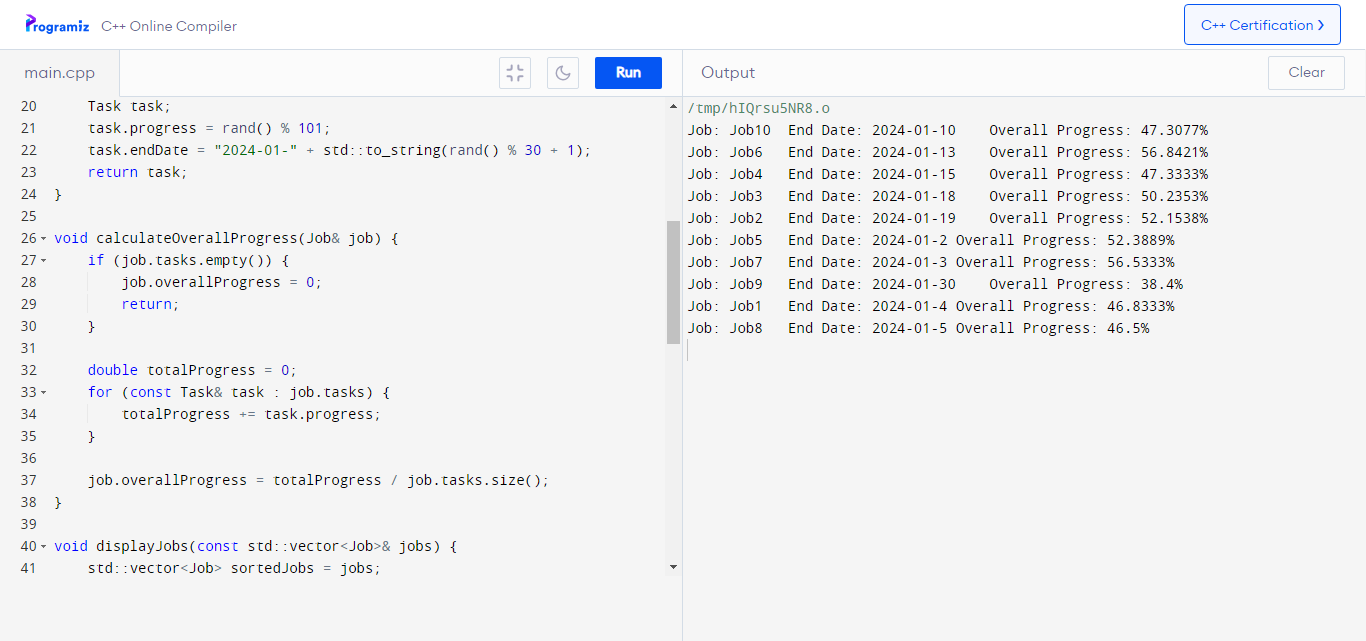 Programiz C++ Online Compiler
C++ Certification >
main.cpp
Run
20 Task task;
21 task.progress = rand() % 101;
22 task.endDate = "2024-01-" + std::to_string(rand() % 30 + 1);
23 return task;
24 }
25
26 void calculateOverallProgress(Job& job) {
27 if (job.tasks.empty()) {
28 job.overallProgress = 0;
29 return;
30 }
31
32 double totalProgress = 0;
33 for (const Task& task : job.tasks) {
34 totalProgress += task.progress;
35 }
36
37 job.overallProgress = totalProgress / job.tasks.size();
38 }
39
40 void displayJobs(const std::vector<Job>& jobs) {
41 std::vector<Job> sortedJobs = jobs;
Output
Clear
/tmp/hIQrsu5NR8.o
Job: Job10 End Date: 2024-01-10 Overall Progress: 47.3077%
Job: Job6 End Date: 2024-01-13 Overall Progress: 56.8421%
Job: Job4 End Date: 2024-01-15 Overall Progress: 47.3333%
Job: Job3 End Date: 2024-01-18 Overall Progress: 50.2353%
Job: Job2 End Date: 2024-01-19 Overall Progress: 52.1538%
Job: Job5 End Date: 2024-01-2 Overall Progress: 52.3889%
Job: Job7 End Date: 2024-01-3 Overall Progress: 56.5333%
Job: Job9 End Date: 2024-01-30 Overall Progress: 38.4%
Job: Job1 End Date: 2024-01-4 Overall Progress: 46.8333%
Job: Job8 End Date: 2024-01-5 Overall Progress: 46.5%